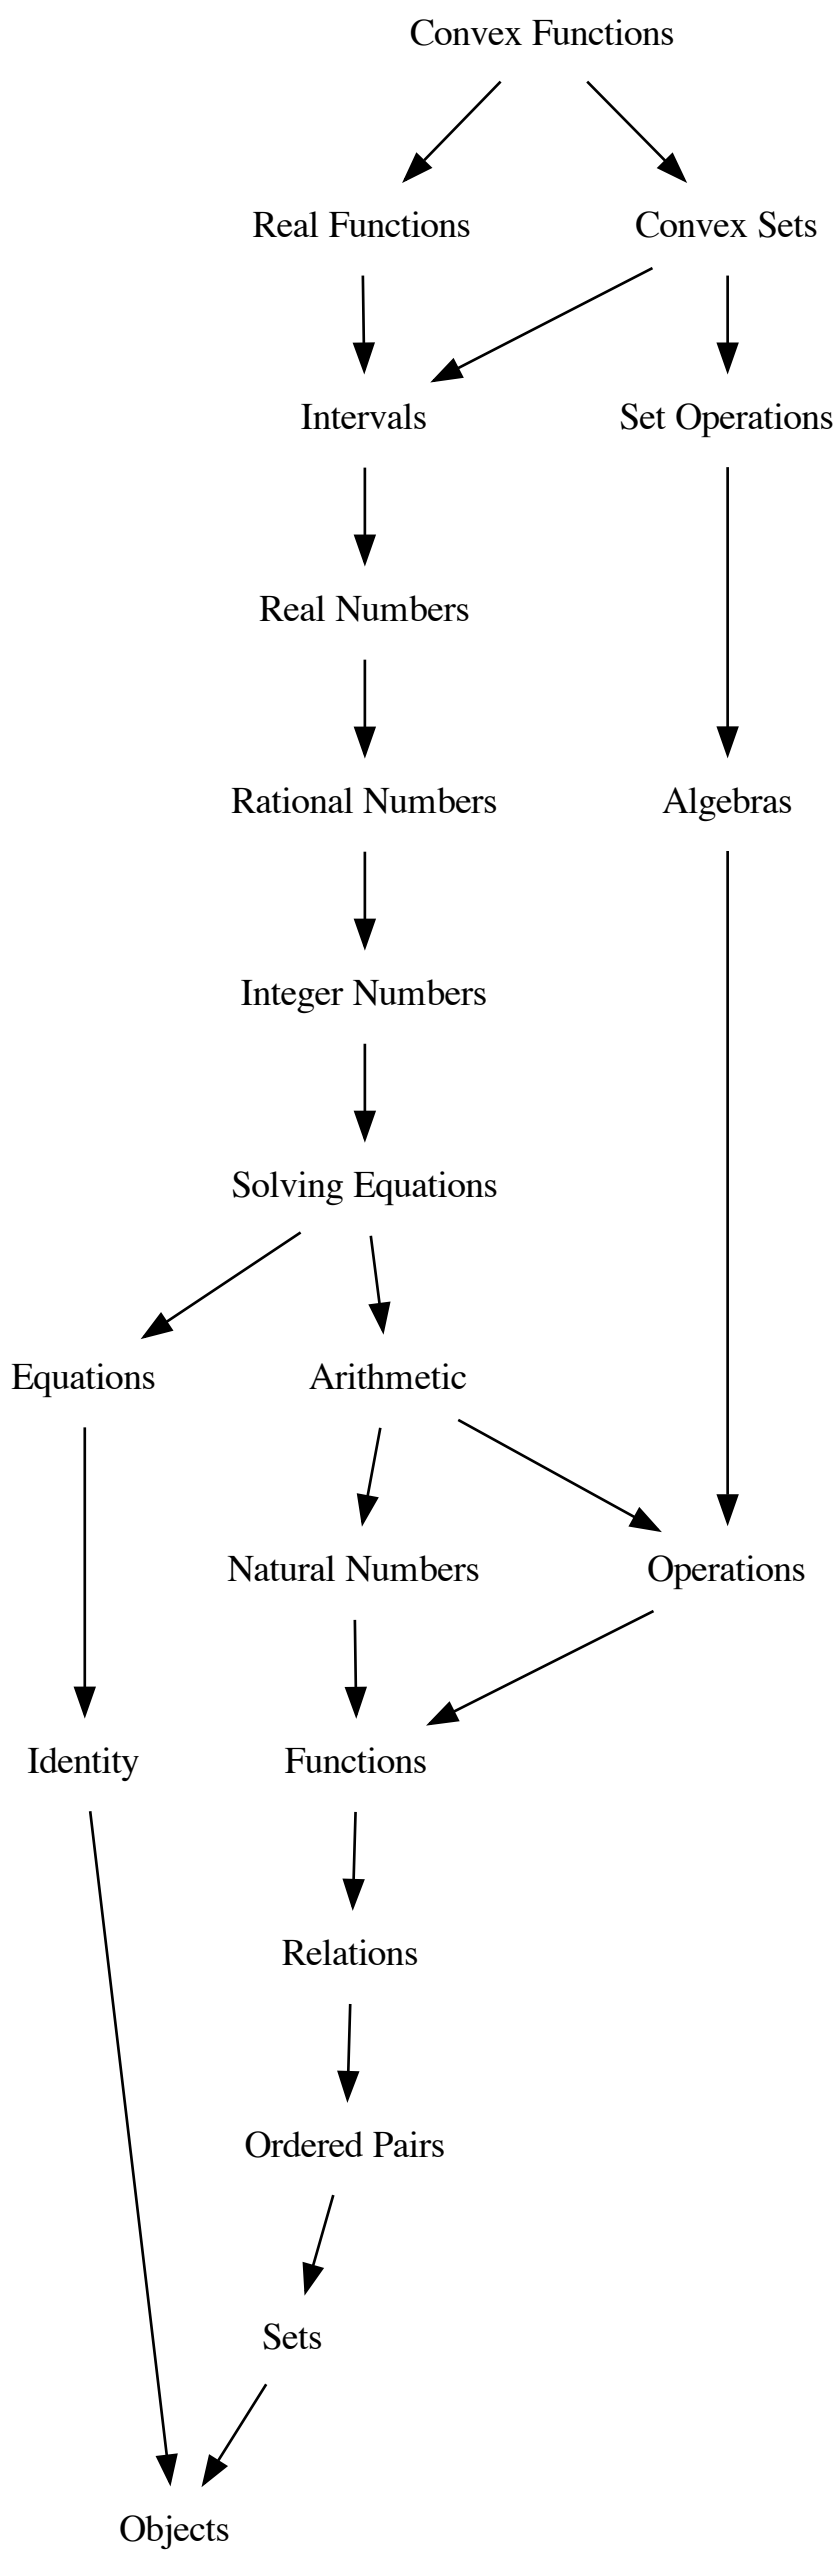 Convex Functions
Real Functions
Convex Sets
Intervals
Set Operations
Real Numbers
Rational Numbers
Algebras
Integer Numbers
Solving Equations
Equations
Arithmetic
Natural Numbers
Operations
Identity
Functions
Relations
Ordered Pairs
Sets
Objects